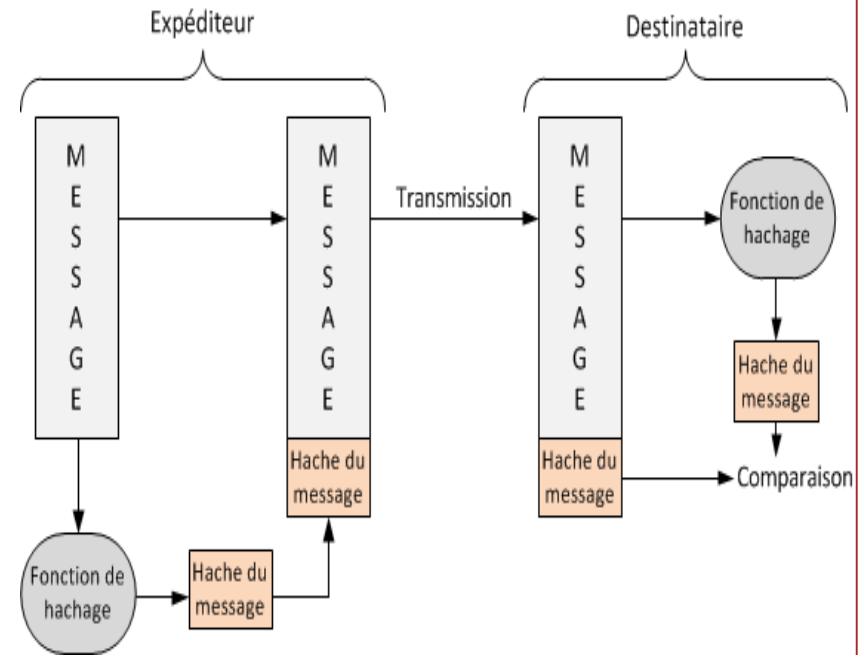 Expéditeur
Destinataire
M
E
S
S
A
G
E
M
E
S
S
A
G
E
Hache du
message
Transmission
M
E
S
S
A
G
E
Hache du
message
Fonction de
hachage
Hache du
message
Comparaison
Fonction de
hachage
Hache du
message